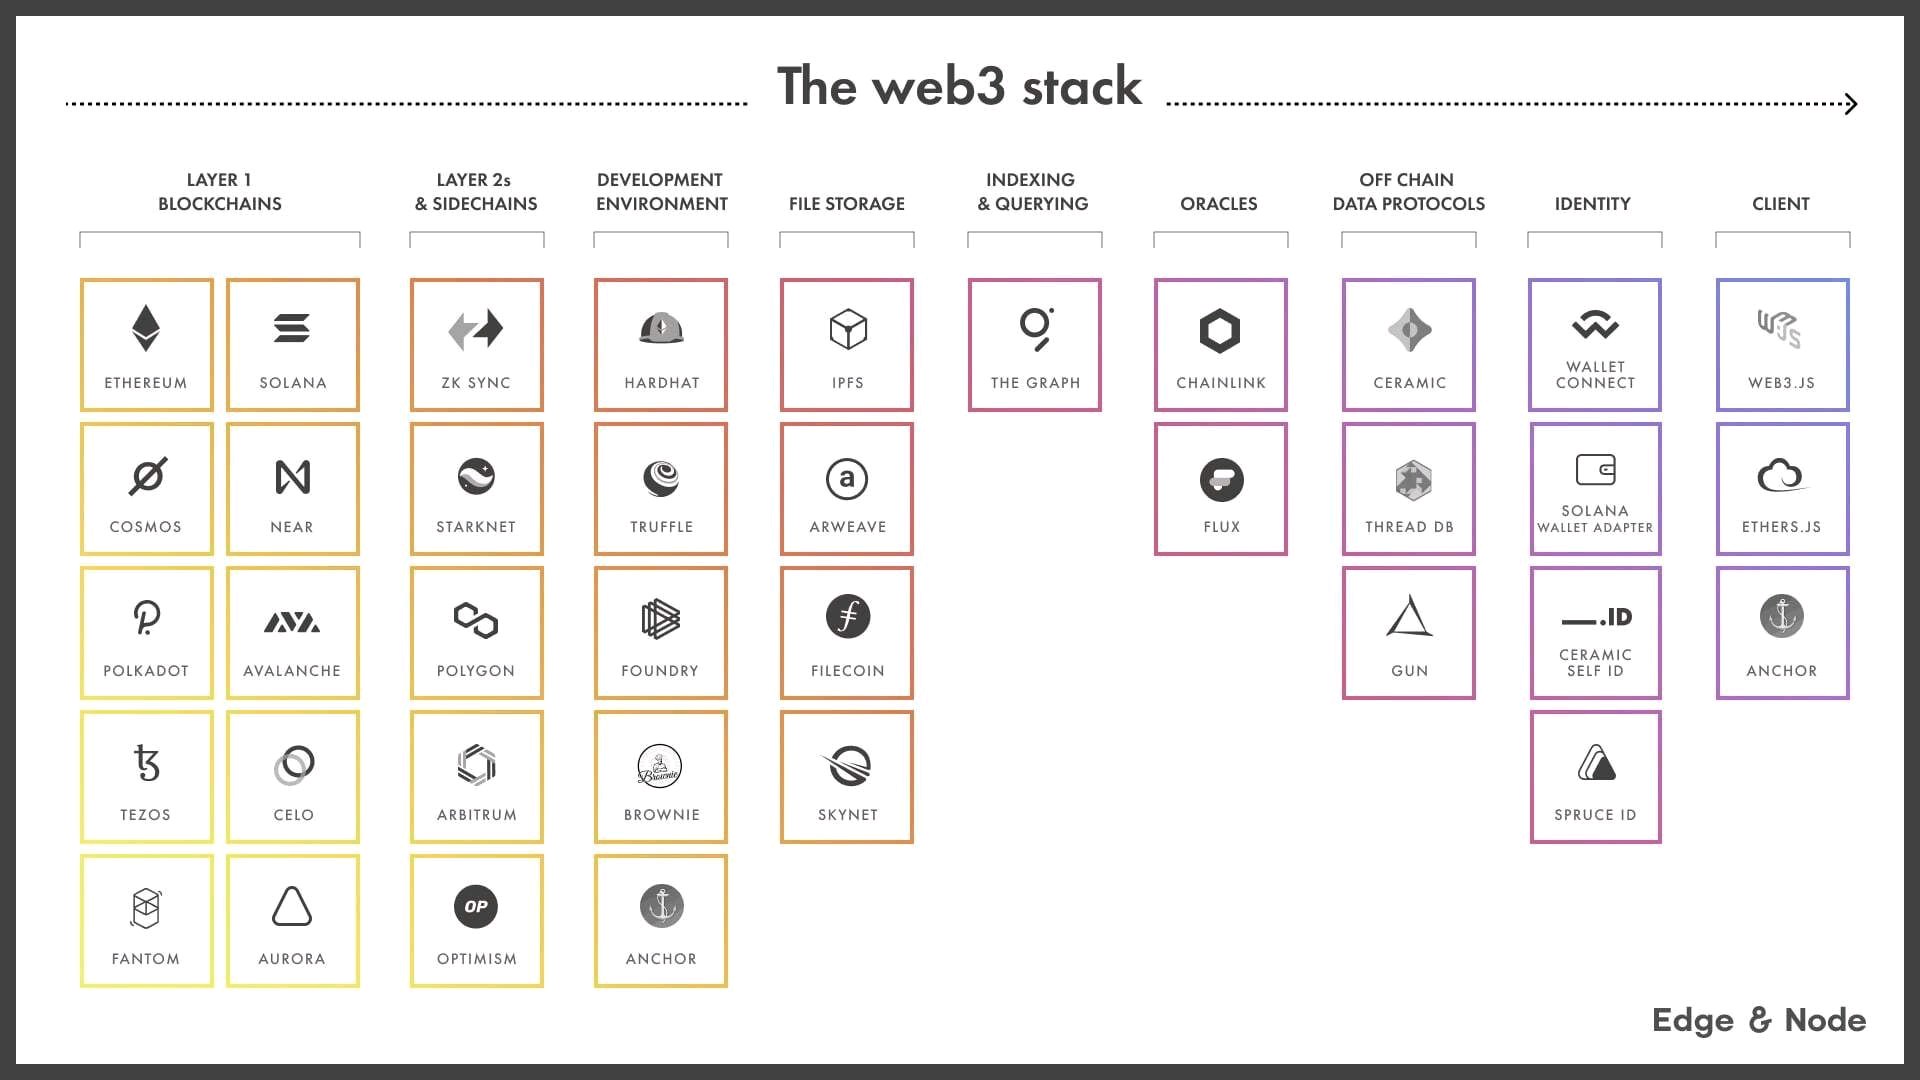 The web3 stack
LAYER 1
BLOCKCHAINS
LAYER 2s
& SIDECHAINS
DEVELOPMENT
ENVIRONMENT
FILE STORAGE
INDEXING
& QUERYING
ORACLES
OFF CHAIN
DATA PROTOCOLS
IDENTITY
CLIENT
ETHEREUM
SOLANA
ZK SYNC
HARDHAT
IPFS
THE GRAPH
CHAINLINK
CERAMIC
WALLET
CONNECT
W3JS
WEB3.JS
COSMOS
NEAR
STARKNET
TRUFFLE
a
ARWEAVE
FLUX
THREAD DB
SOLANA
WALLET ADAPTER
ETHERS.JS
POLKADOT
AVALANCHE
POLYGON
FOUNDRY
FILECOIN
GUN
.ID
CERAMIC
SELF ID
ANCHOR
TEZOS
CELO
ARBITRUM
Brownie
BROWNIE
SKYNET
SPRUCE ID
FANTOM
AURORA
OP
OPTIMISM
ANCHOR
Edge & Node